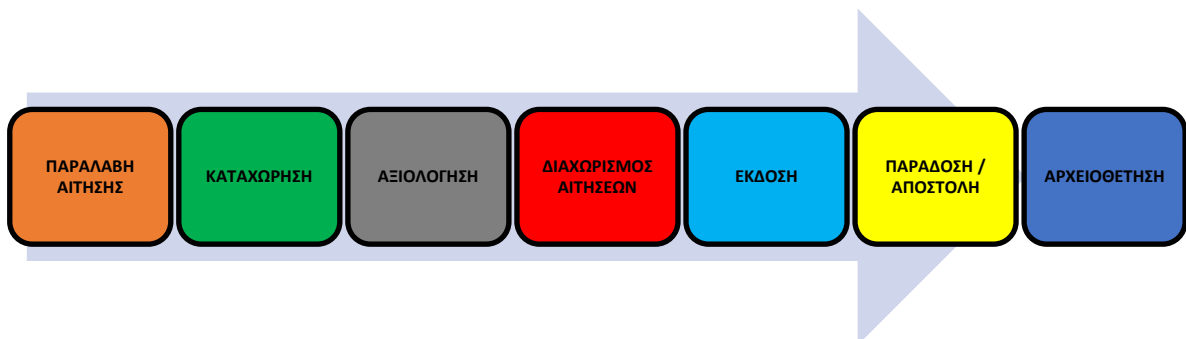 ΠΑΡΑΛΑΒΗ
ΑΙΤΗΣΗΣ
ΚΑΤΑΧΩΡΗΣΗ
ΑΞΙΟΛΟΓΗΣΗ
ΔΙΑΧΩΡΙΣΜΟΣ
ΑΙΤΗΣΕΩΝ
ΕΚΔΟΣΗ
ΠΑΡΑΔΟΣΗ /
ΑΠΟΣΤΟΛΗ
ΑΡΧΕΙΟΘΕΤΗΣΗ